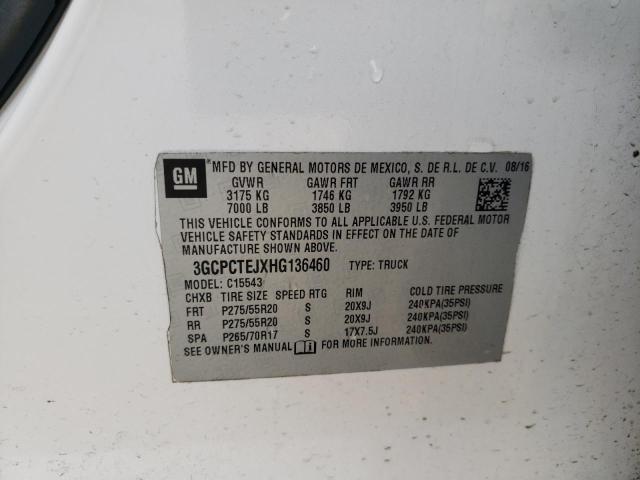 GM *MFD BY GENERAL MOTORS DE MEXICO, S. DE R.L. DE C.V. 08/16
GVWR GAWR FRT GAWR RR
3175 KG 1746 KG 1792 KG
7000 LB 3850 LB 3950 LB
THIS VEHICLE CONFORMS TO ALL APPLICABLE U.S. FEDERAL MOTOR
VEHICLE SAFETY STANDARDS IN EFFECT ON THE DATE OF
MANUFACTURE SHOWN ABOVE.
3GCPCTEJXHG136460 TYPE: TRUCK
MODEL: C15543
CHXB TIRE SIZE SPEED RTG RIM COLD TIRE PRESSURE
FRT P275/55R20 S 20X9J 240KPA(35PSI)
RR P275/55R20 S 20X9J 240KPA(35PSI)
SPA P265/70R17 S 17X7.5J 240KPA(35PSI)
SEE OWNER'S MANUAL FOR MORE INFORMATION.